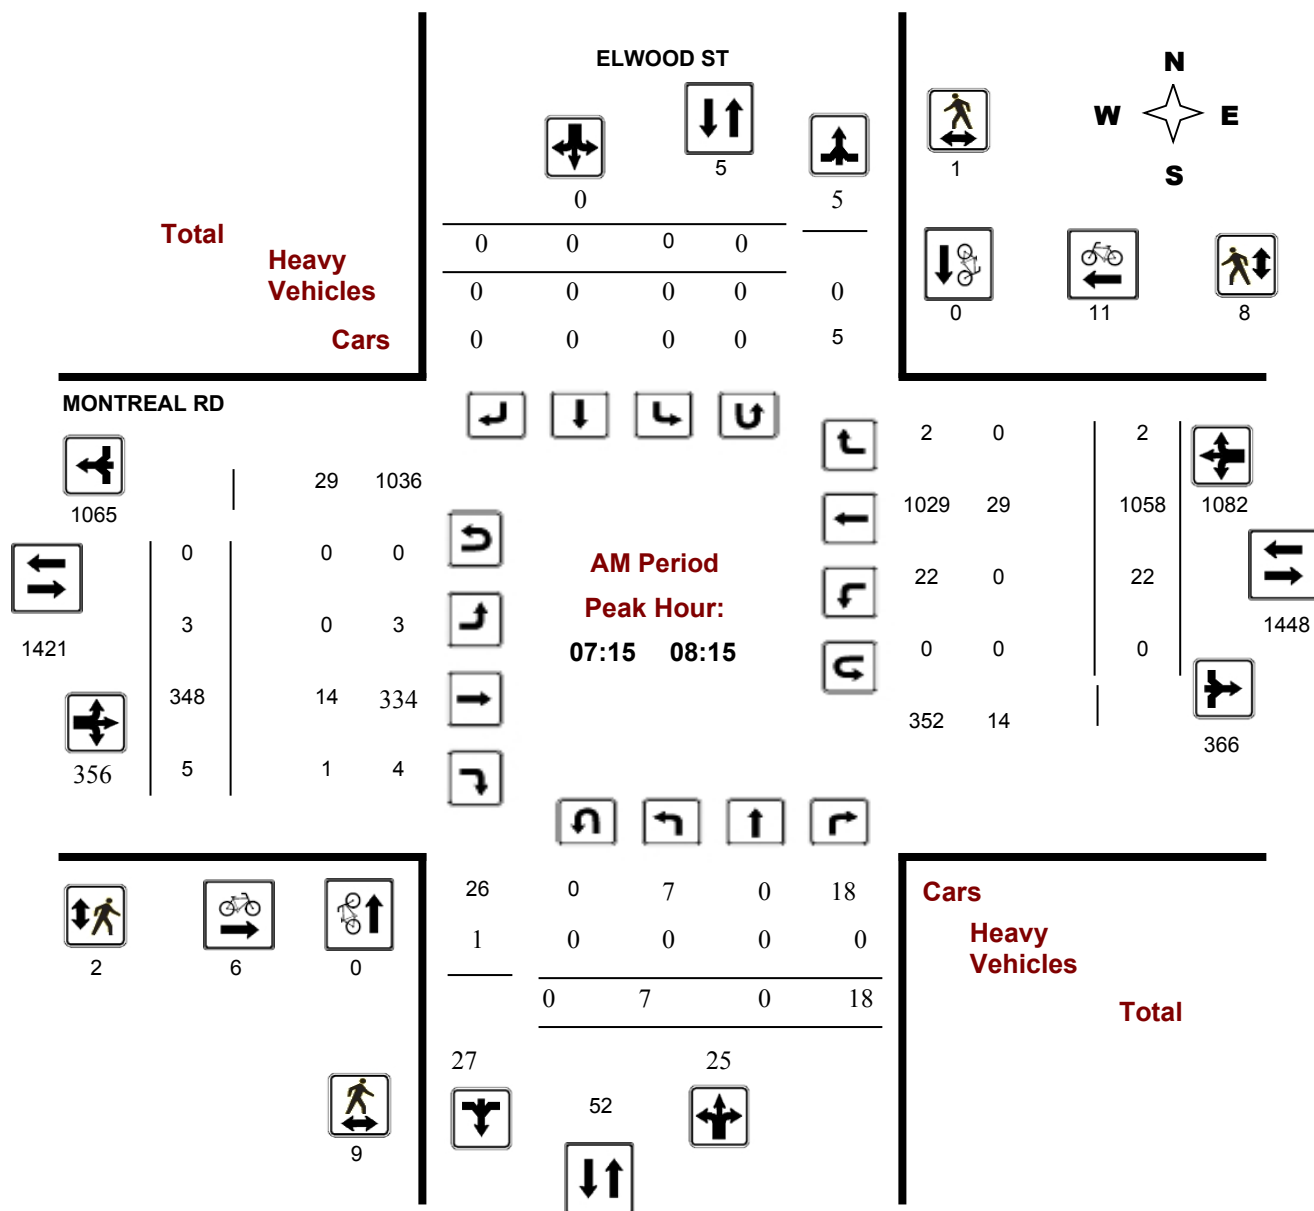 ELWOOD ST
N
W E
S
5
1
0 5
Total
0 0 0 0
Heavy
Vehicles
0 0 0 0 0
Cars
0 0 0 0 5
0 11 8
MONTREAL RD
2 0 2
29 1036
1065
1029 29 1058 1082
0 0 0
AM Period
22 0 22
Peak Hour:
3 0 3
1421
07:15 08:15
0 0 0
1448
348 14 334
352 14
366
356 5 1 4
26 0 7 0 18
Cars
1 0 0 0 0
Heavy
Vehicles
2 6 0
0 7 0 18
Total
27 25
52
9